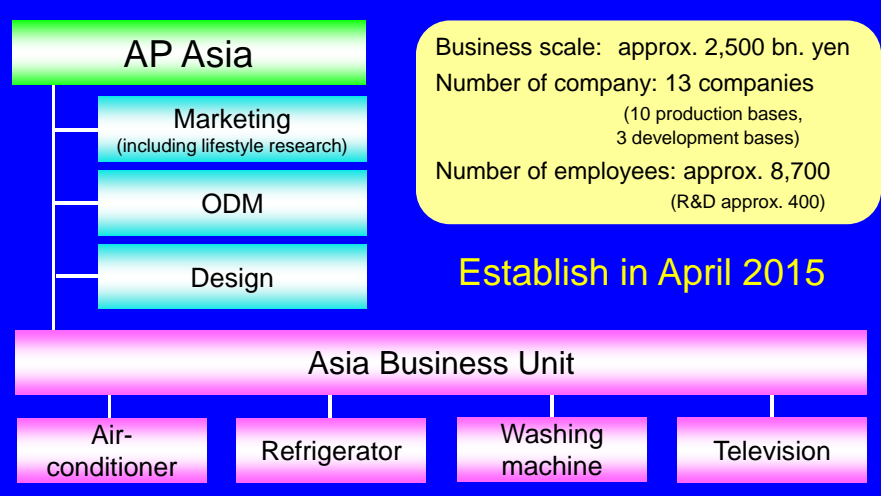 AP Asia
Marketing
(including lifestyle research)
ODM
Design
Business scale: approx. 2,500 bn. yen
Number of company: 13 companies
(10 production bases,
3 development bases)
Number of employees: approx. 8,700
(R&D approx. 400)
Establish in April 2015
Asia Business Unit
Air-
conditioner
Refrigerator
Washing
machine
Television